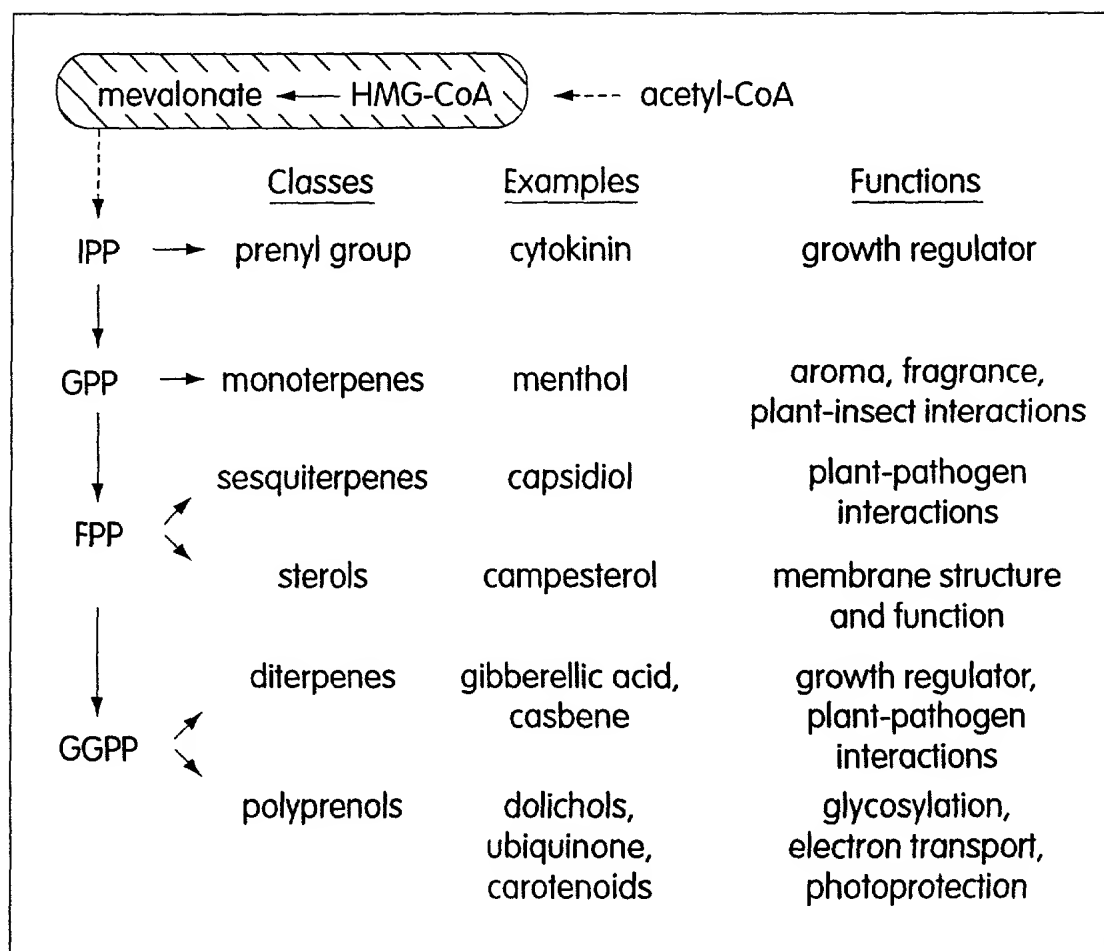 mevalonate HMG-CoA acetyl-CoA
Classes Examples Functions
IPP prenyl group cytokinin growth regulator
GPP monoterpenes menthol aroma, fragrance,
plant-insect interactions
sesquiterpenes capsidiol plant-pathogen
interactions
FPP
sterols campesterol membrane structure
and function
diterpenes gibberellic acid, growth regulator,
casbene plant-pathogen
GGPP interactions
polyprenols dolichols, glycosylation,
ubiquinone, electron transport,
carotenoids photoprotection